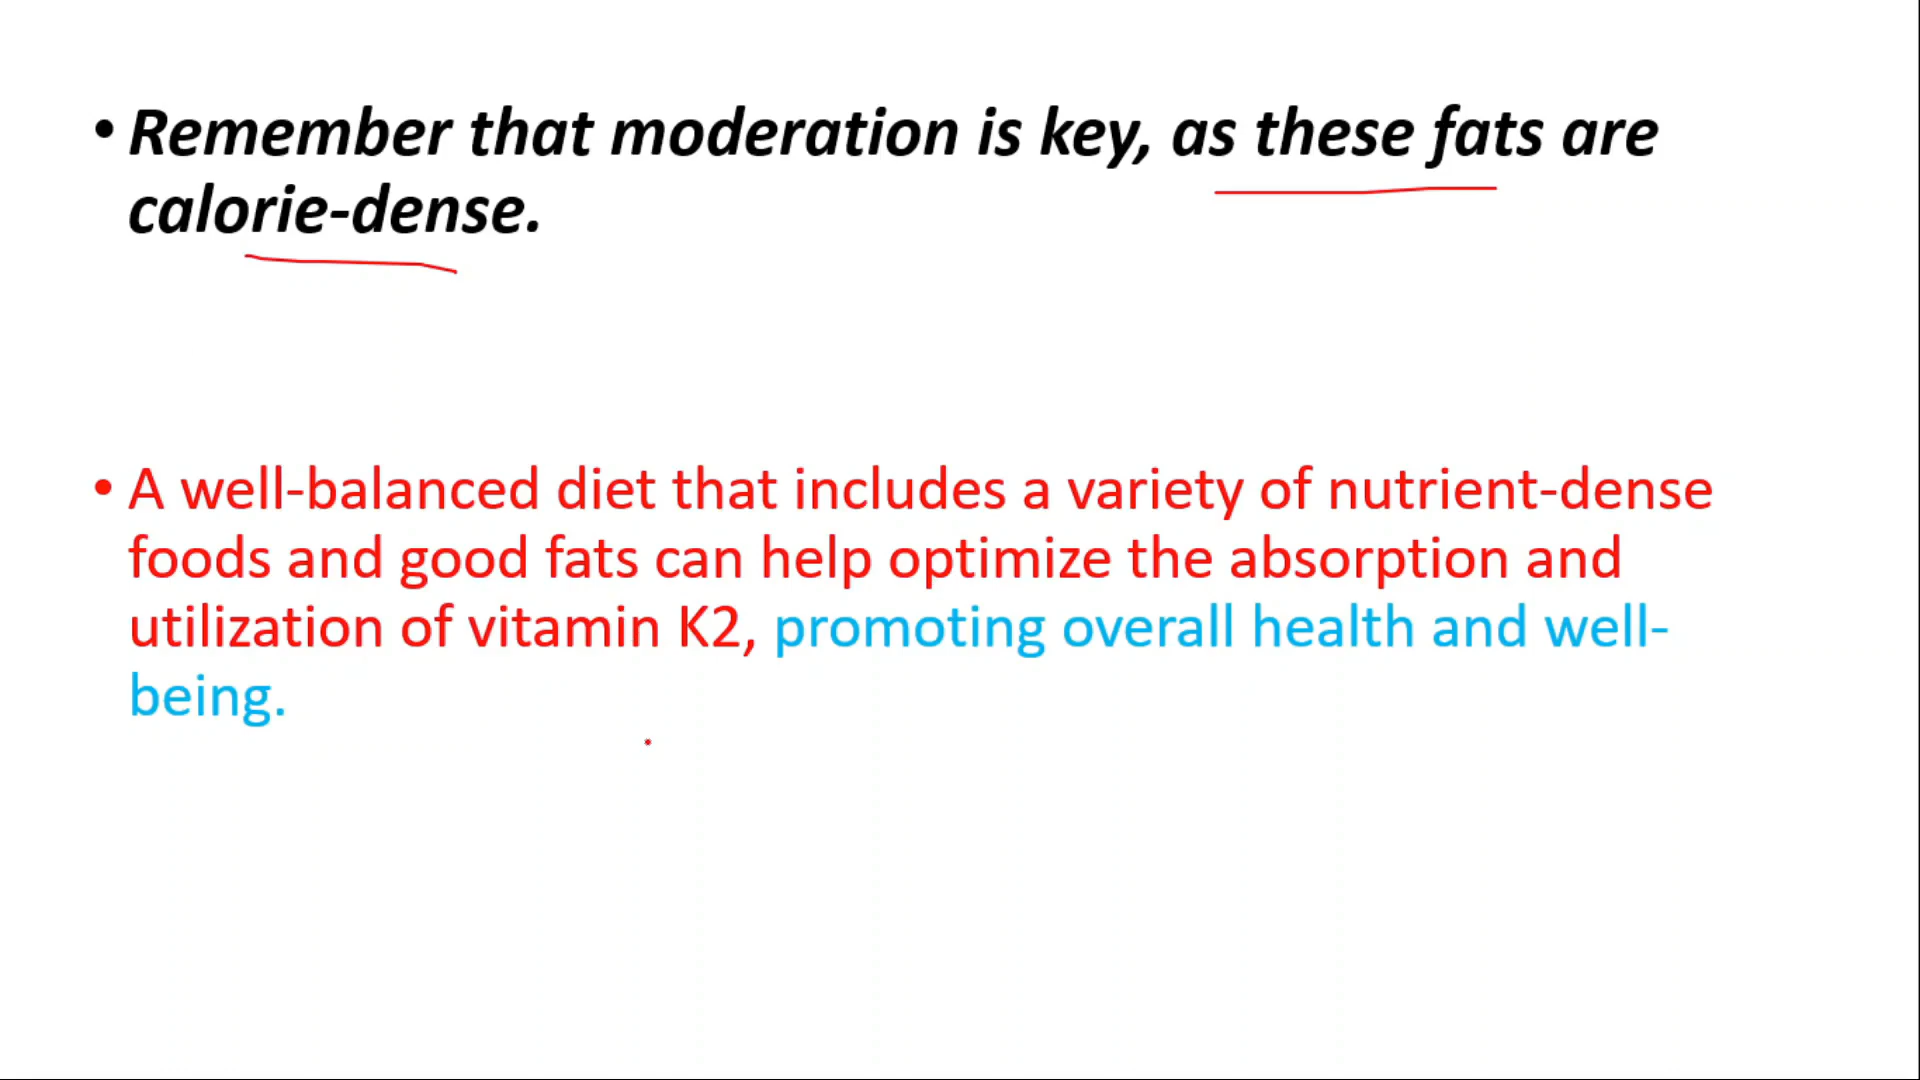 • Remember that moderation is key, as these fats are
calorie-dense.
• A well-balanced diet that includes a variety of nutrient-dense
foods and good fats can help optimize the absorption and
utilization of vitamin K2, promoting overall health and well-
being.